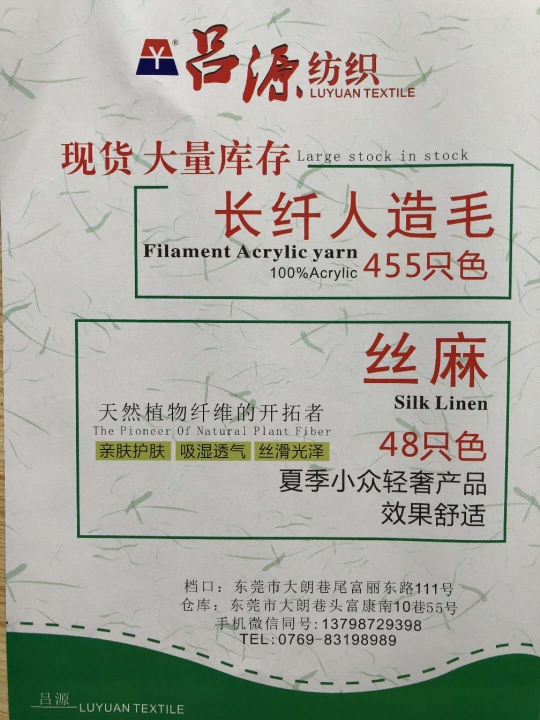 Y®
吕源纺织
LUYUAN TEXTILE
现货 大量库存 Large stock in stock
长纤人造毛
Filament Acrylic yarn
100%Acrylic 455只色
丝麻
Silk Linen
天然植物纤维的开拓者
The Pioneer Of Natural Plant Fiber
48只色
亲肤护肤 吸湿透气 丝滑光泽
夏季小众轻奢产品
效果舒适
档口：东莞市大朗巷尾富丽东路111号
仓库：东莞市大朗巷头富康南10巷55号
手机微信同号:13798729398
TEL:0769-83198989
吕源 LUYUAN TEXTILE